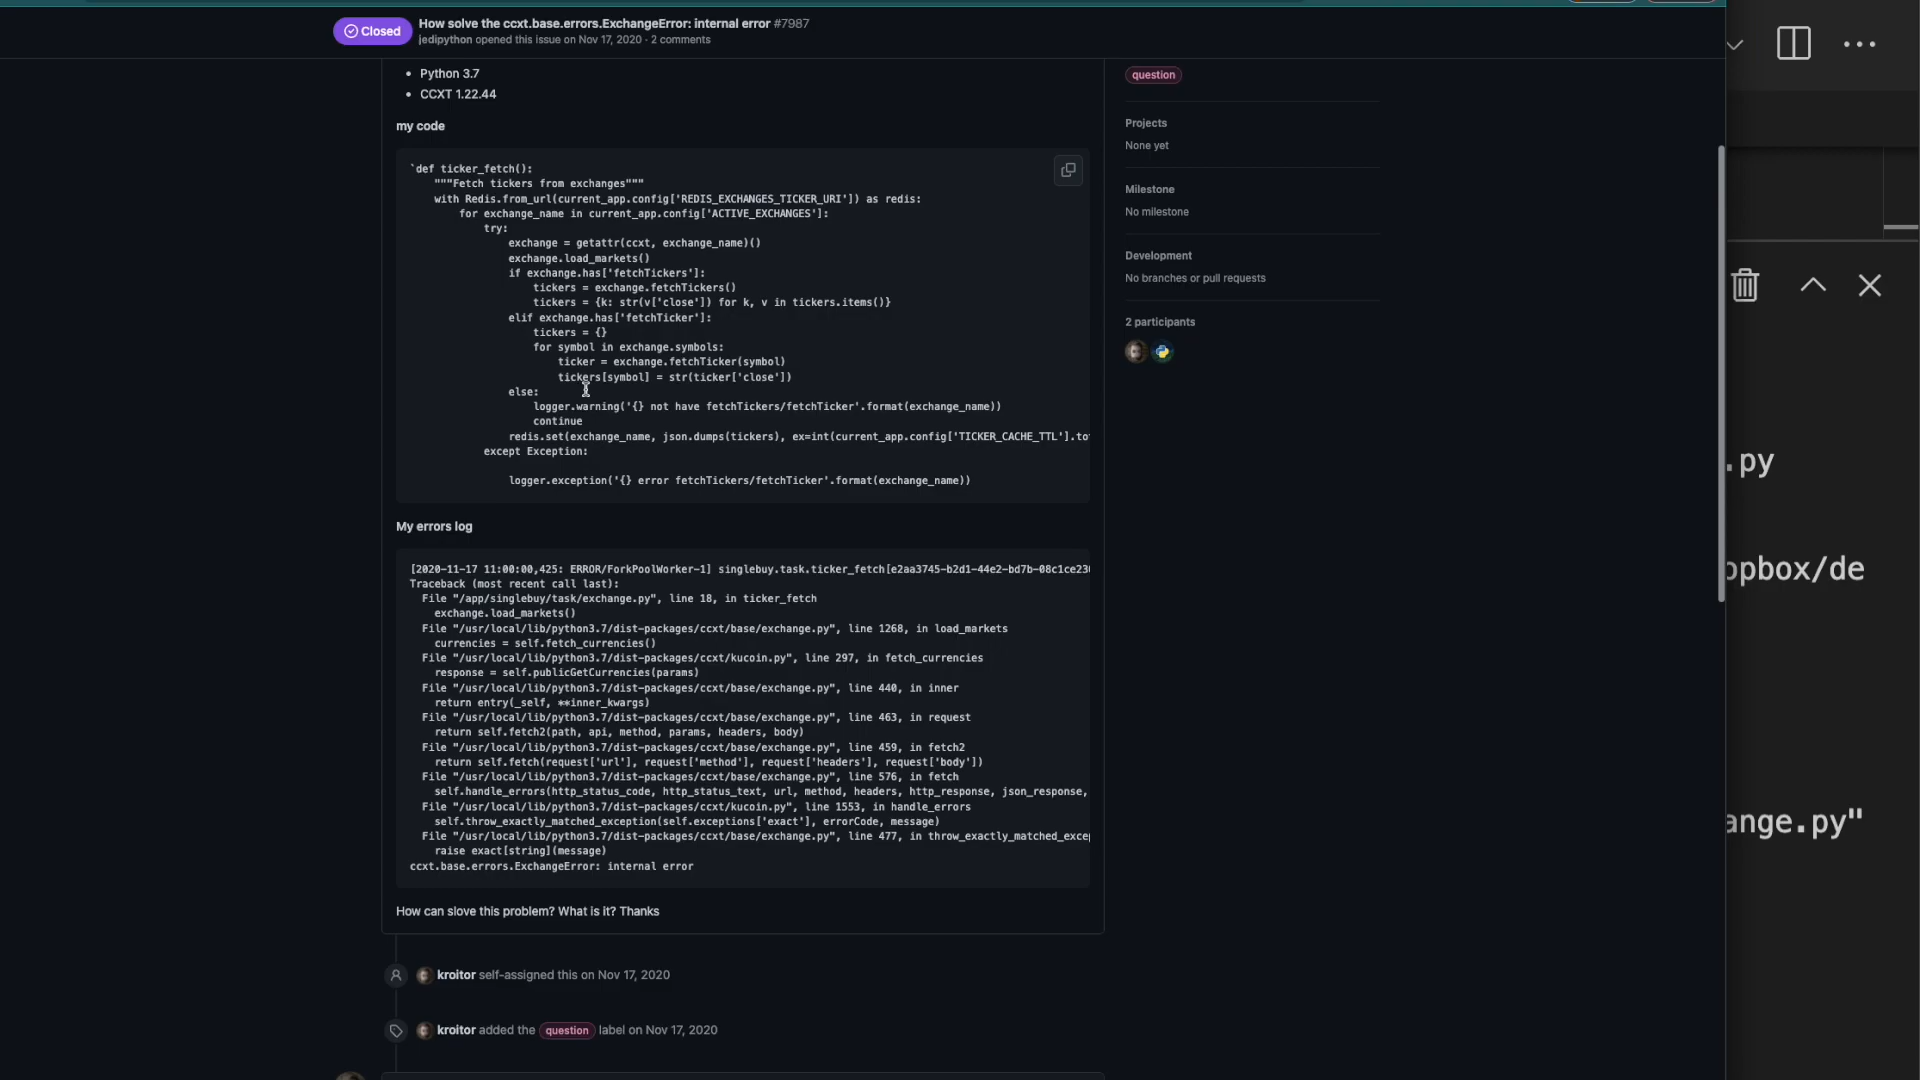 Closed
How solve the ccxt.base.errors.ExchangeError: internal error #7987
jedipython opened this issue on Nov 17, 2020 · 2 comments
• Python 3.7
• CCXT 1.22.44
my code
`def ticker_fetch():
    """Fetch tickers from exchanges"""
    with Redis.from_url(current_app.config['REDIS_EXCHANGES_TICKER_URI']) as redis:
        for exchange_name in current_app.config['ACTIVE_EXCHANGES']:
            try:
                exchange = getattr(ccxt, exchange_name)()
                exchange.load_markets()
                if exchange.has['fetchTickers']:
                    tickers = exchange.fetchTickers()
                    tickers = {k: str(v['close']) for k, v in tickers.items()}
                elif exchange.has['fetchTicker']:
                    tickers = {}
                    for symbol in exchange.symbols:
                        ticker = exchange.fetchTicker(symbol)
                        tickers[symbol] = str(ticker['close'])
                else:
                    logger.warning('{} not have fetchTickers/fetchTicker'.format(exchange_name))
                    continue
                redis.set(exchange_name, json.dumps(tickers), ex=int(current_app.config['TICKER_CACHE_TTL'].to
            except Exception:
                logger.exception('{} error fetchTickers/fetchTicker'.format(exchange_name))
My errors log
[2020-11-17 11:00:00,425: ERROR/ForkPoolWorker-1] singlebuy.task.ticker_fetch[e2aa3745-b2d1-44e2-bd7b-08c1ce23
Traceback (most recent call last):
  File "/app/singlebuy/task/exchange.py", line 18, in ticker_fetch
    exchange.load_markets()
  File "/usr/local/lib/python3.7/dist-packages/ccxt/base/exchange.py", line 1268, in load_markets
    currencies = self.fetch_currencies()
  File "/usr/local/lib/python3.7/dist-packages/ccxt/kucoin.py", line 297, in fetch_currencies
    response = self.publicGetCurrencies(params)
  File "/usr/local/lib/python3.7/dist-packages/ccxt/base/exchange.py", line 440, in inner
    return entry(_self, **inner_kwargs)
  File "/usr/local/lib/python3.7/dist-packages/ccxt/base/exchange.py", line 463, in request
    return self.fetch2(path, api, method, params, headers, body)
  File "/usr/local/lib/python3.7/dist-packages/ccxt/base/exchange.py", line 459, in fetch2
    return self.fetch(request['url'], request['method'], request['headers'], request['body'])
  File "/usr/local/lib/python3.7/dist-packages/ccxt/base/exchange.py", line 576, in fetch
    self.handle_errors(http_status_code, http_status_text, url, method, headers, http_response, json_response,
  File "/usr/local/lib/python3.7/dist-packages/ccxt/kucoin.py", line 1553, in handle_errors
    self.throw_exactly_matched_exception(self.exceptions['exact'], errorCode, message)
  File "/usr/local/lib/python3.7/dist-packages/ccxt/base/exchange.py", line 477, in throw_exactly_matched_exce
    raise exact[string](message)
ccxt.base.errors.ExchangeError: internal error
How can slove this problem? What is it? Thanks
kroitor self-assigned this on Nov 17, 2020
kroitor added the question label on Nov 17, 2020
question
Projects
None yet
Milestone
No milestone
Development
No branches or pull requests
2 participants
.py
opbox/de
ange.py"